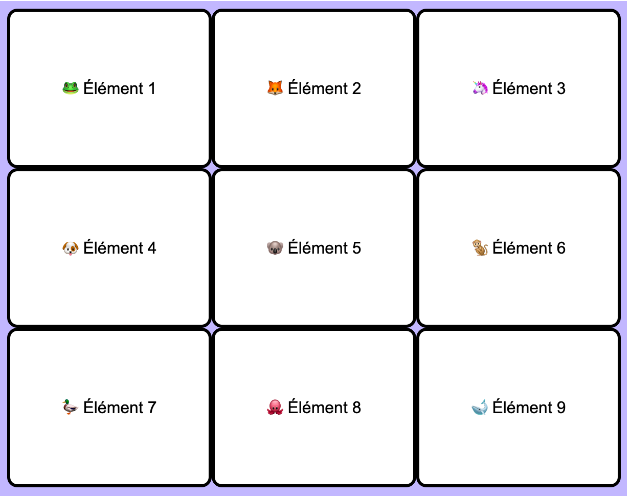 🐸 Élément 1
🦊 Élément 2
🦄 Élément 3
🐶 Élément 4
🐨 Élément 5
🐒 Élément 6
🦆 Élément 7
🐙 Élément 8
🐋 Élément 9